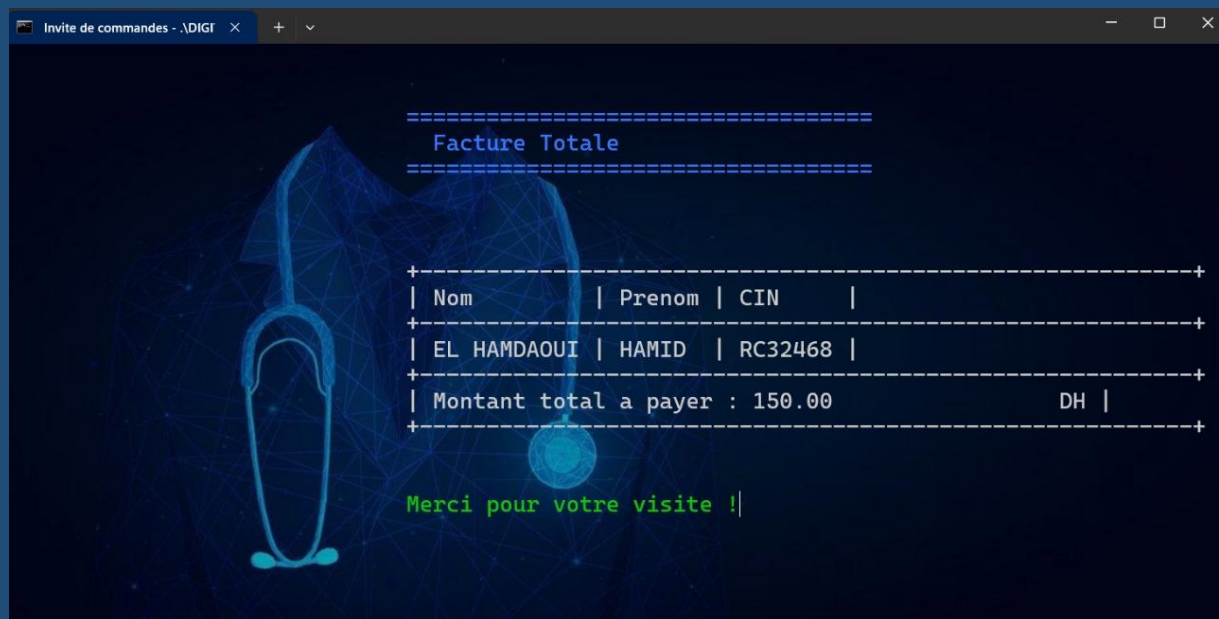 Invite de commandes - .\DIGI
===================================
Facture Totale
===================================
+----------------------------------------------------------+
| Nom         | Prenom | CIN     |
+----------------------------------------------------------+
| EL HAMDAOUI | HAMID  | RC32468 |
+----------------------------------------------------------+
| Montant total a payer : 150.00                 DH |
+----------------------------------------------------------+
Merci pour votre visite !